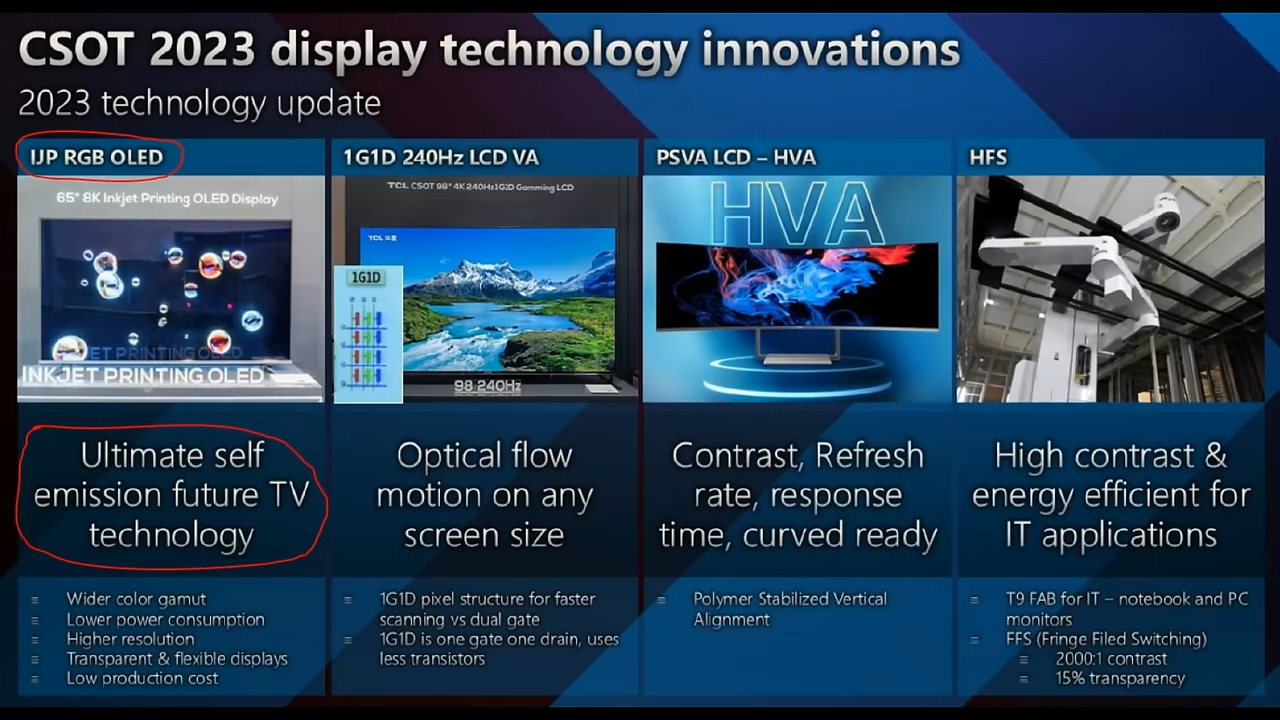 CSOT 2023 display technology innovations
2023 technology update
IJP RGB OLED
65" 8K Inkjet Printing OLED Display
INKJET PRINTING OLED
Ultimate self
emission future TV
technology
Wider color gamut
Lower power consumption
Higher resolution
Transparent & flexible displays
Low production cost
1G1D 240Hz LCD VA
TCL CSOT 98" 4K 240Hz1G1D Gamming LCD
TCL 华星
1G1D
98 240Hz
Optical flow
motion on any
screen size
1G1D pixel structure for faster
scanning vs dual gate
1G1D is one gate one drain, uses
less transistors
PSVA LCD – HVA
HVA
Contrast, Refresh
rate, response
time, curved ready
Polymer Stabilized Vertical
Alignment
HFS
High contrast &
energy efficient for
IT applications
T9 FAB for IT – notebook and PC
monitors
FFS (Fringe Filed Switching)
2000:1 contrast
15% transparency